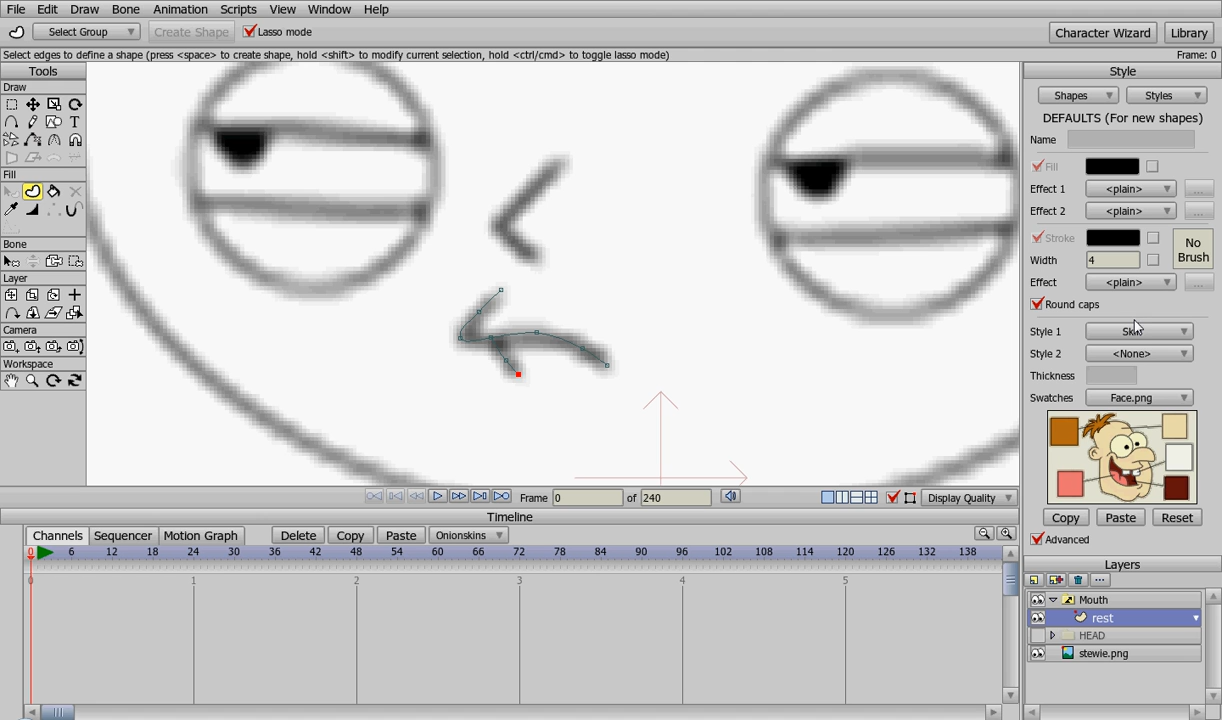 File Edit Draw Bone Animation Scripts View Window Help
Select Group Create Shape Lasso mode Character Wizard Library
Select edges to define a shape (press <space> to create shape, hold <shift> to modify current selection, hold <ctrl/cmd> to toggle lasso mode) Frame: 0
Tools
Draw
T
Fill
Bone
Layer
Camera
Workspace
Style
Shapes Styles
DEFAULTS (For new shapes)
Name
Fill
Effect 1 <plain> ...
Effect 2 <plain> ...
Stroke
Width 4
No
Brush
Effect <plain> ...
Round caps
Style 1
Style 2 <None>
Thickness
Swatches Face.png
Copy Paste Reset
Advanced
Frame 0 of 240 Display Quality
Timeline
Channels Sequencer Motion Graph Delete Copy Paste Onionskins
0 6 12 18 24 30 36 42 48 54 60 66 72 78 84 90 96 102 108 114 120 126 132 138
0 1 2 3 4 5
Layers
...
Mouth
rest
HEAD
stewie.png